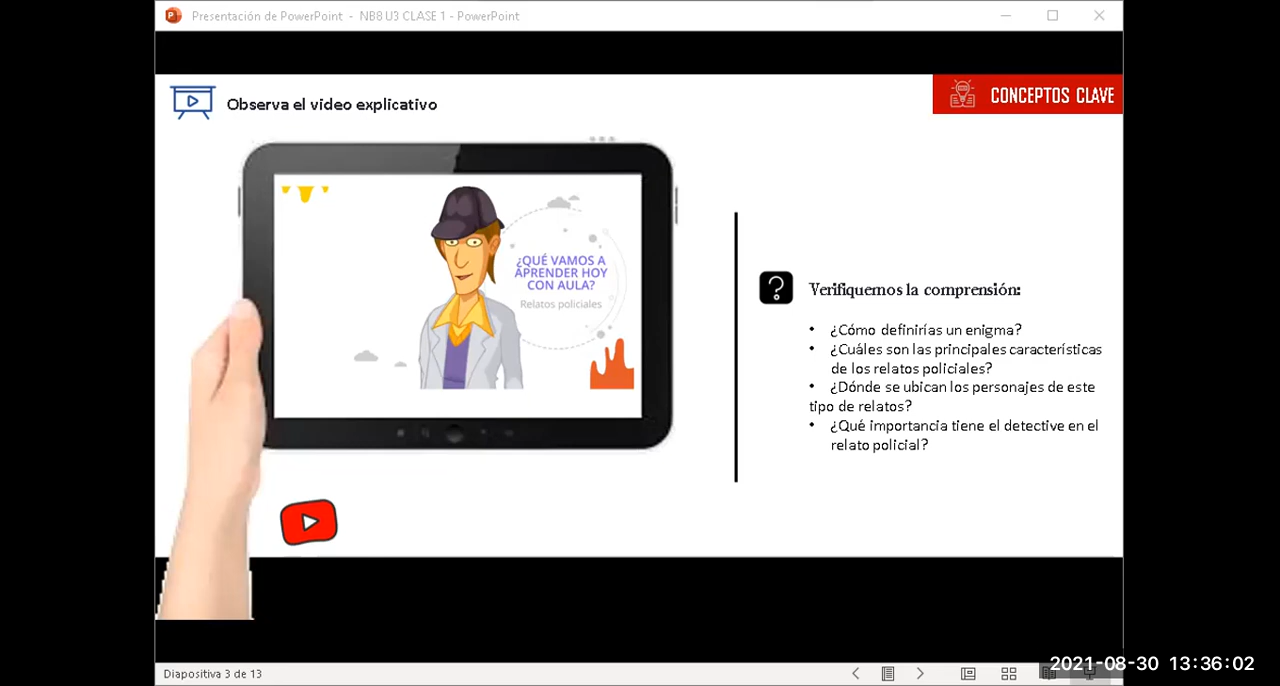 Presentación de PowerPoint - NB8 U3 CLASE 1 - PowerPoint
Observa el video explicativo
CONCEPTOS CLAVE
¿QUÉ VAMOS A
APRENDER HOY
CON AULA?
Relatos policiales
Verifiquemos la comprensión:
• ¿Cómo definirías un enigma?
• ¿Cuáles son las principales características
de los relatos policiales?
• ¿Dónde se ubican los personajes de este
tipo de relatos?
• ¿Qué importancia tiene el detective en el
relato policial?
Diapositiva 3 de 13
2021-08-30 13:36:02